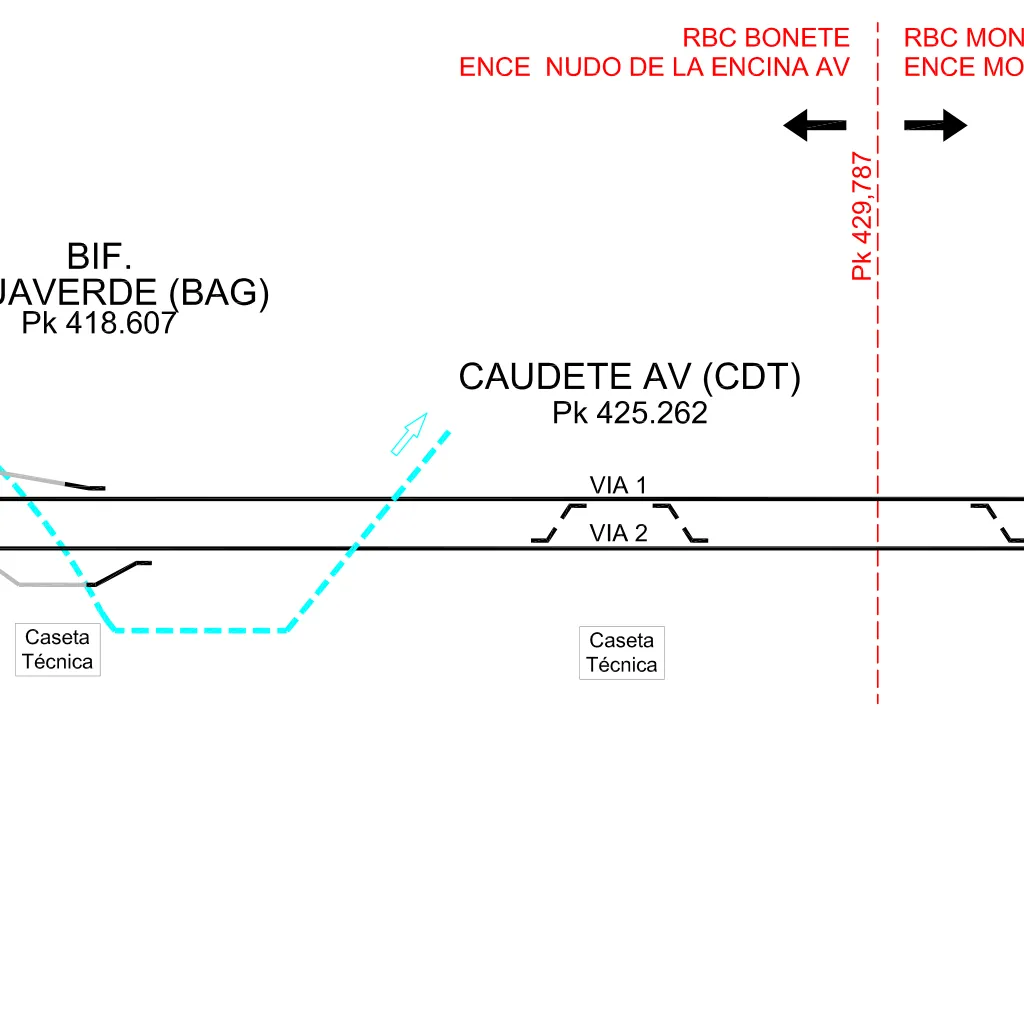 RBC BONETE
ENCE NUDO DE LA ENCINA AV
RBC MON
ENCE MO
Pk 429,787
BIF.
UAVERDE (BAG)
Pk 418.607
CAUDETE AV (CDT)
Pk 425.262
VIA 1
VIA 2
Caseta
Técnica
Caseta
Técnica